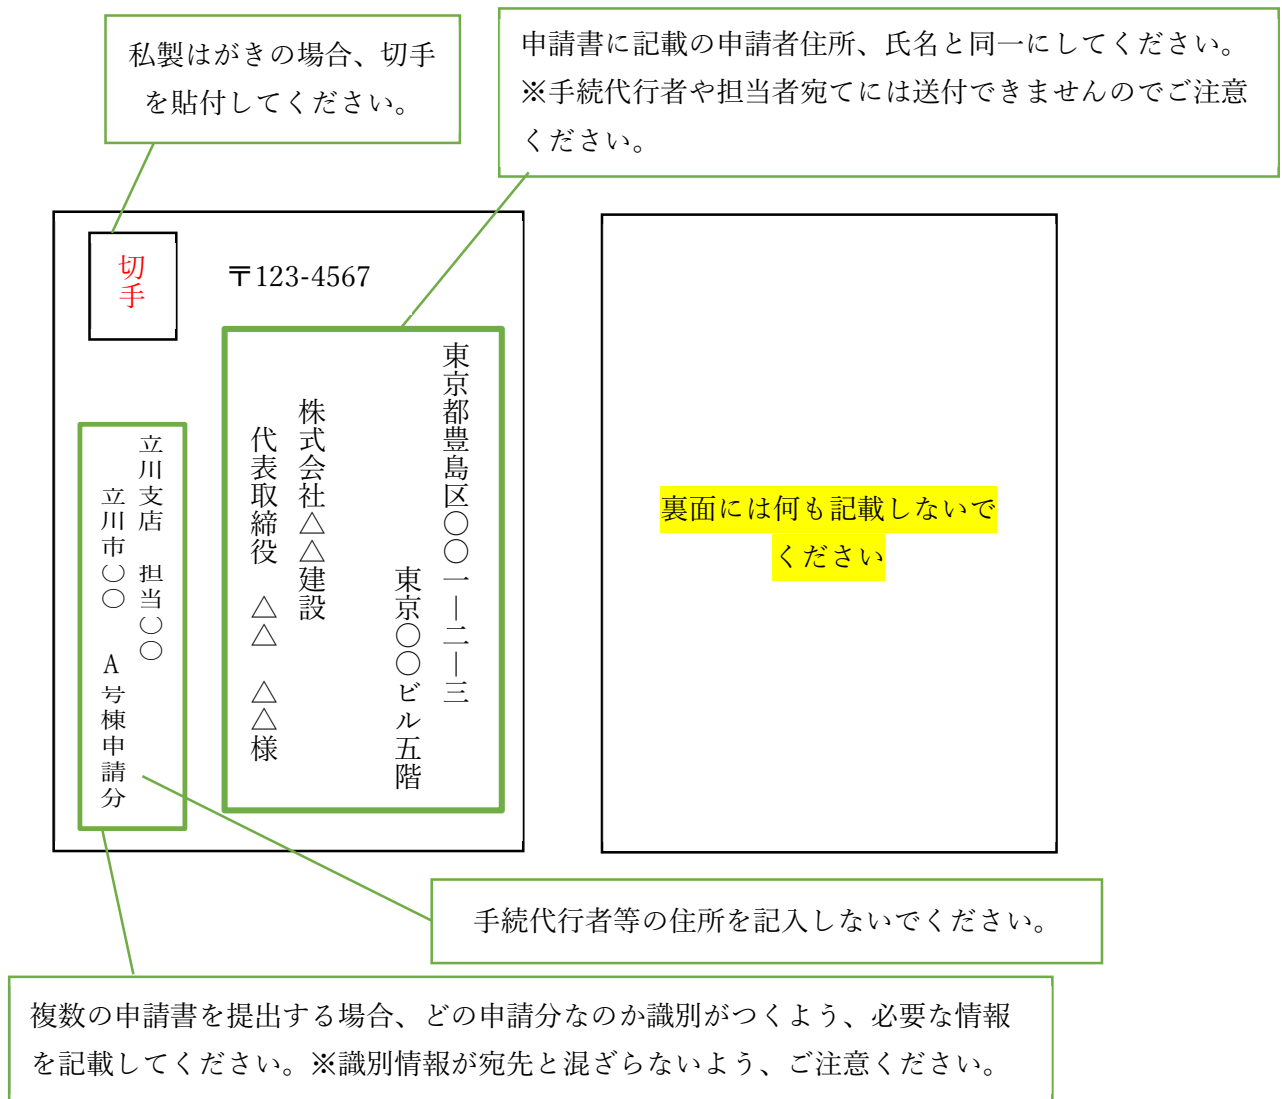 私製はがきの場合、切手
を貼付してください。
申請書に記載の申請者住所、氏名と同一にしてください。
※手続代行者や担当者宛てには送付できませんのでご注意
ください。
切手
〒123-4567
東京都豊島区〇〇一―二―三
東京〇〇ビル五階
株式会社△△建設
代表取締役　△△　△△様
立川支店　担当〇〇
立川市〇〇　A号棟申請分
裏面には何も記載しないで
ください
手続代行者等の住所を記入しないでください。
複数の申請書を提出する場合、どの申請分なのか識別がつくよう、必要な情報
を記載してください。※識別情報が宛先と混ざらないよう、ご注意ください。